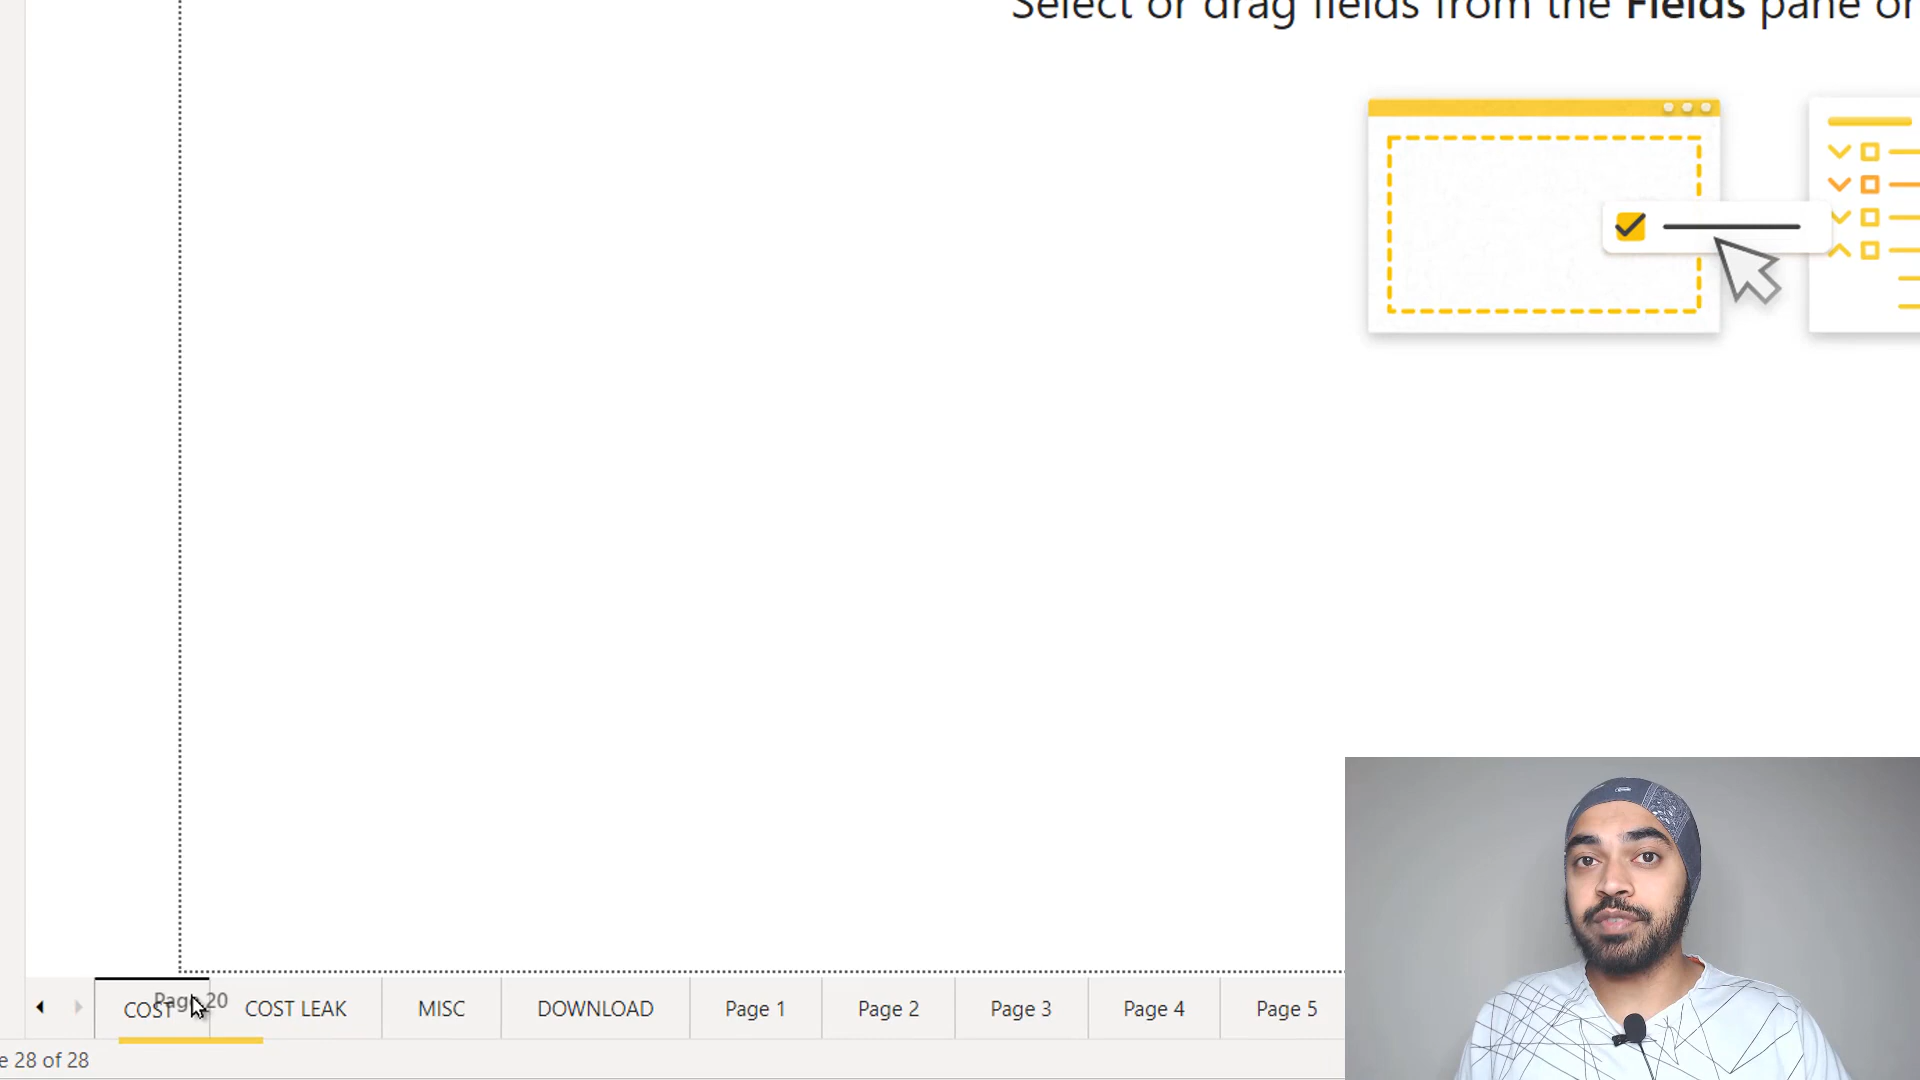 Select or drag fields from the Fields pane or
COST
Page 20
COST LEAK
MISC
DOWNLOAD
Page 1
Page 2
Page 3
Page 4
Page 5
e 28 of 28